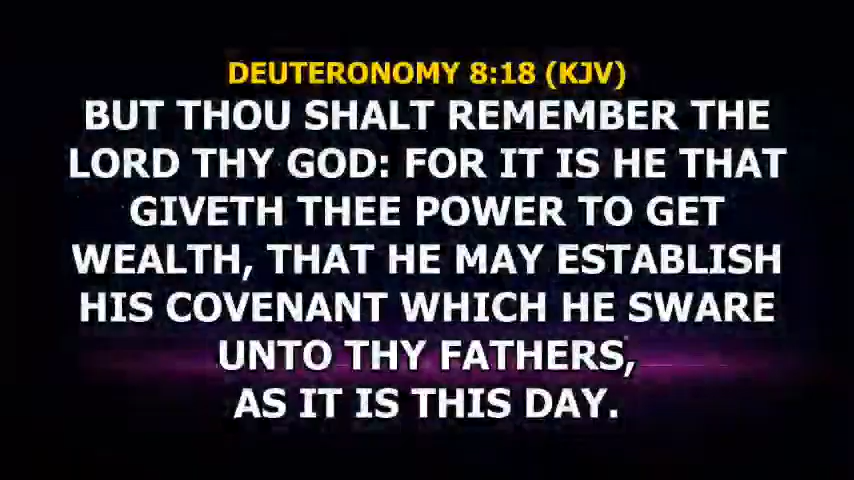 DEUTERONOMY 8:18 (KJV)
BUT THOU SHALT REMEMBER THE
LORD THY GOD: FOR IT IS HE THAT
GIVETH THEE POWER TO GET
WEALTH, THAT HE MAY ESTABLISH
HIS COVENANT WHICH HE SWARE
UNTO THY FATHERS,
AS IT IS THIS DAY.